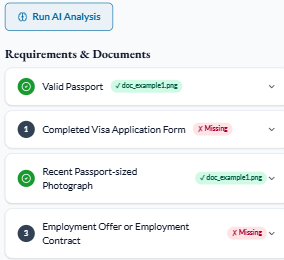 Run AI Analysis
Requirements & Documents
Valid Passport ✓ doc_example1.png
1 Completed Visa Application Form ✗ Missing
Recent Passport-sized ✓ doc_example1.png
Photograph
3 Employment Offer or Employment ✗ Missing
Contract